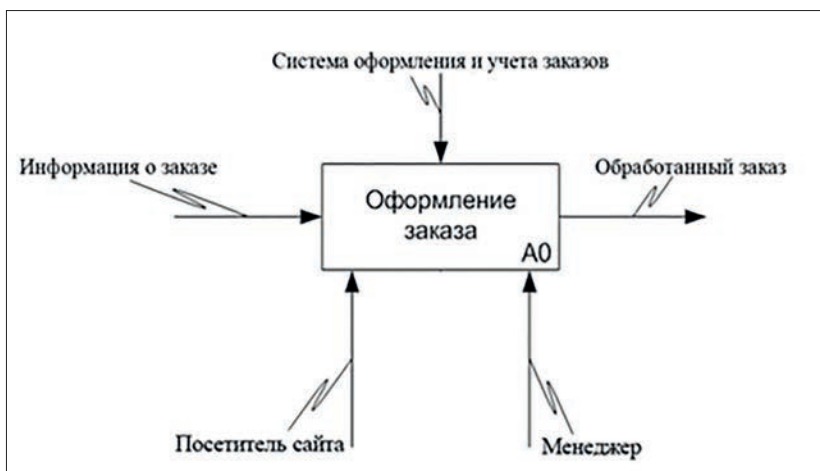 Система оформления и учета заказов
Информация о заказе
Обработанный заказ
Оформление
заказа
A0
Посетитель сайта
Менеджер